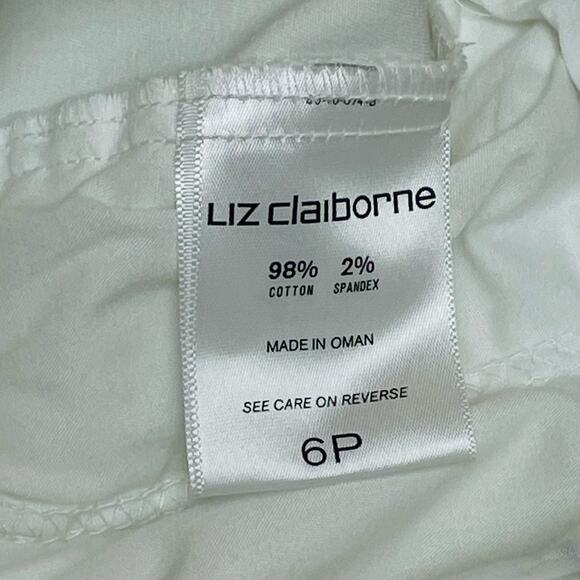 LIZ claiborne
98% 2%
COTTON SPANDEX
MADE IN OMAN
SEE CARE ON REVERSE
6P